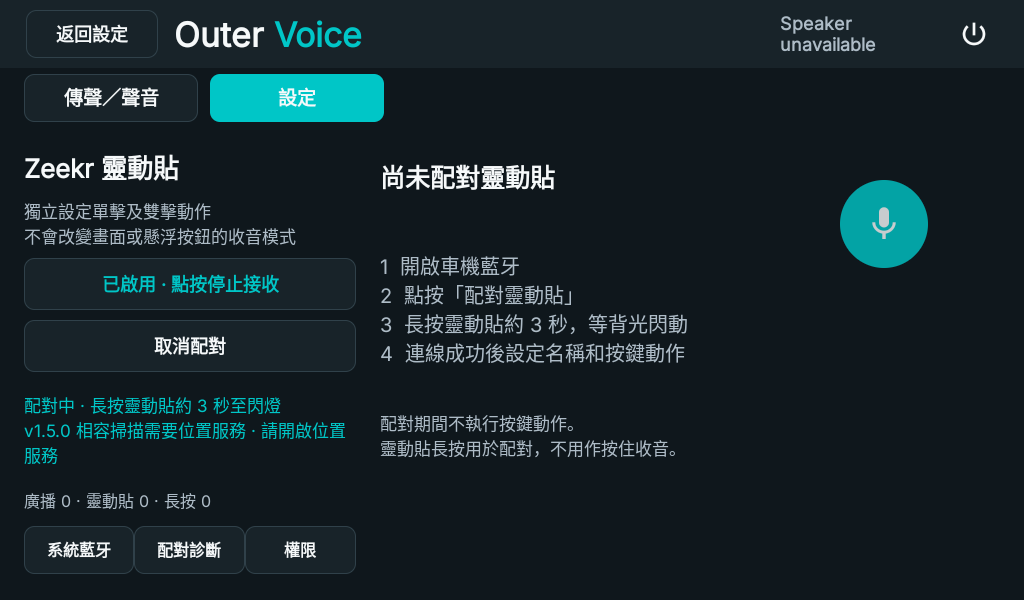 返回設定
Outer Voice
Speaker
unavailable
傳聲／聲音
設定
Zeekr 靈動貼
獨立設定單擊及雙擊動作
不會改變畫面或懸浮按鈕的收音模式
已啟用 · 點按停止接收
取消配對
配對中 · 長按靈動貼約 3 秒至閃燈
v1.5.0 相容掃描需要位置服務 · 請開啟位置
服務
廣播 0 · 靈動貼 0 · 長按 0
系統藍牙
配對診斷
權限
尚未配對靈動貼
1 開啟車機藍牙
2 點按「配對靈動貼」
3 長按靈動貼約 3 秒，等背光閃動
4 連線成功後設定名稱和按鍵動作
配對期間不執行按鍵動作。
靈動貼長按用於配對，不用作按住收音。